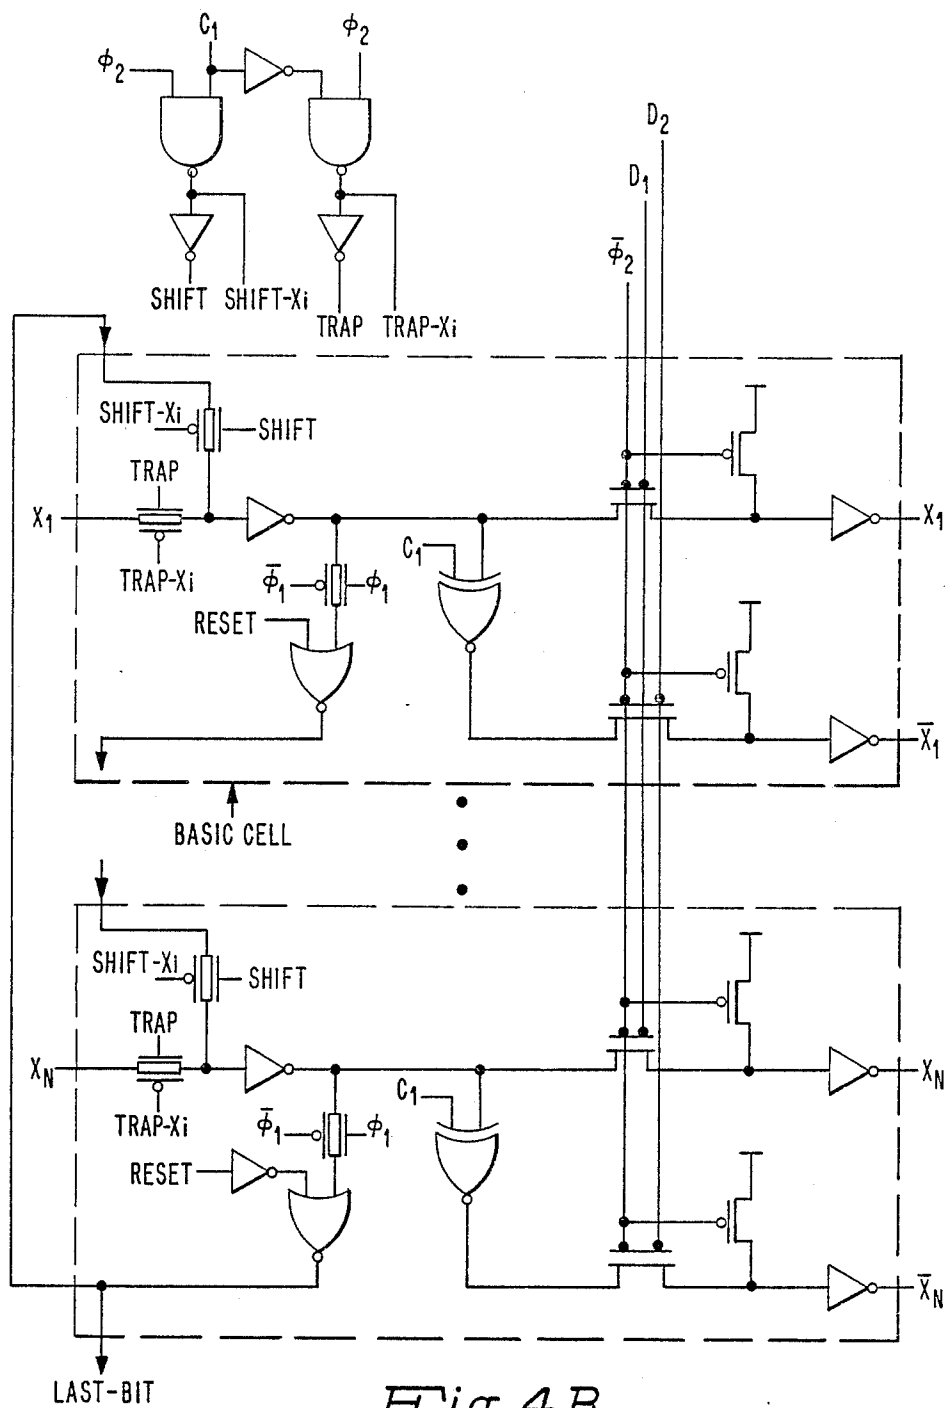 C1
ϕ2
ϕ2
D2
D1
ϕ̅2
SHIFT SHIFT-Xi
TRAP TRAP-Xi
SHIFT-Xi
SHIFT
TRAP
X1
X1
TRAP-Xi
C1
ϕ̅1
ϕ1
RESET
X̅1
BASIC CELL
SHIFT-Xi
SHIFT
TRAP
XN
XN
TRAP-Xi
C1
ϕ̅1
ϕ1
RESET
X̅N
LAST-BIT
Fig.4B